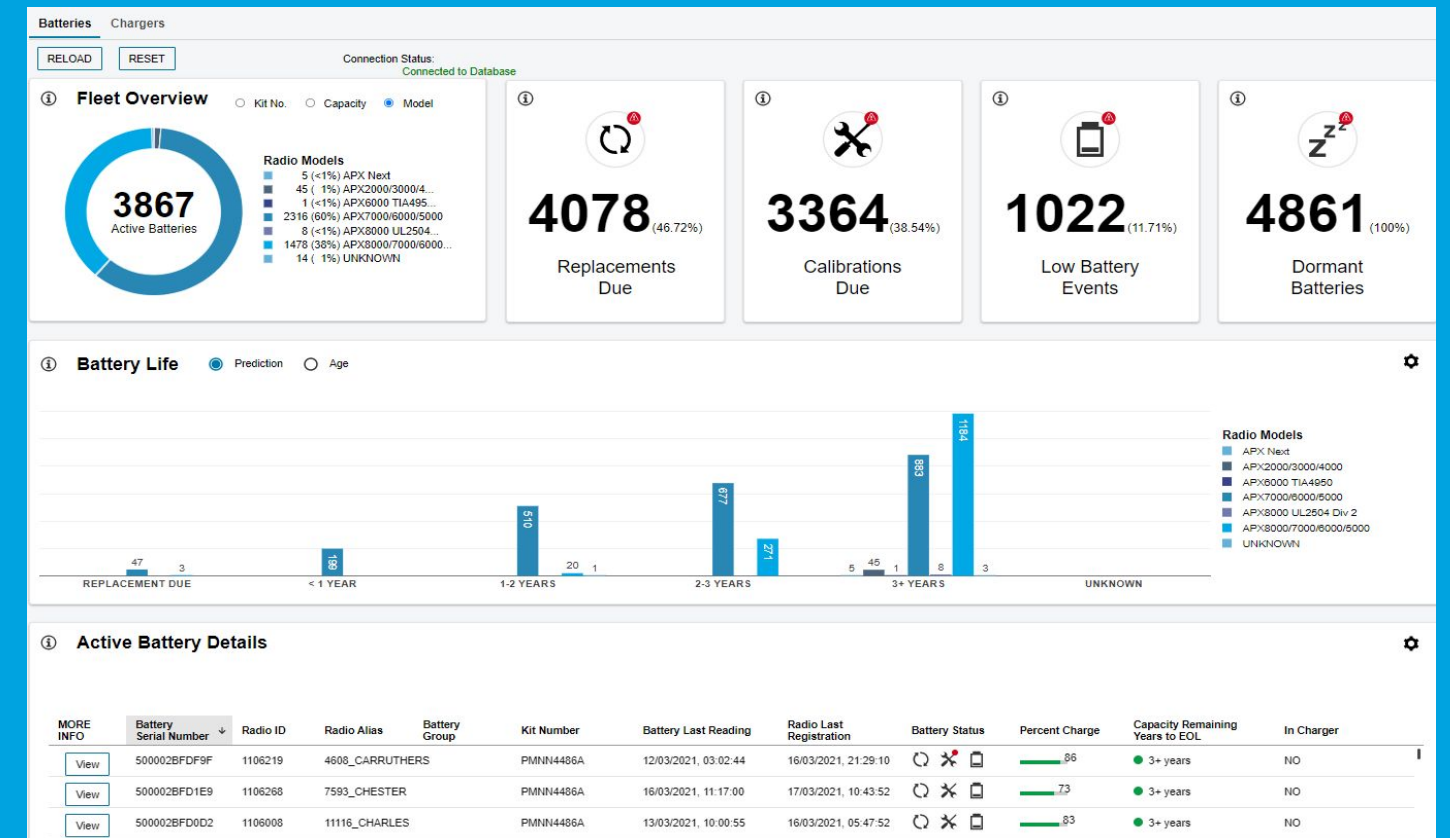 Batteries Chargers
RELOAD RESET
Connection Status:
Connected to Database
Fleet Overview Kit No. Capacity Model
3867
Active Batteries
Radio Models
5 (<1%) APX Next
45 ( 1%) APX2000/3000/4...
1 (<1%) APX6000 TIA495...
2316 (60%) APX7000/6000/5000
8 (<1%) APX8000 UL2504...
1478 (38%) APX8000/7000/6000...
14 ( 1%) UNKNOWN
4078 (46.72%)
Replacements
Due
3364 (38.54%)
Calibrations
Due
1022 (11.71%)
Low Battery
Events
4861 (100%)
Dormant
Batteries
Battery Life Prediction Age
47 3
199
510 20 1
677 271
5 45 1 883 8 1184 3
REPLACEMENT DUE < 1 YEAR 1-2 YEARS 2-3 YEARS 3+ YEARS UNKNOWN
Radio Models
APX Next
APX2000/3000/4000
APX6000 TIA4950
APX7000/6000/5000
APX8000 UL2504 Div 2
APX8000/7000/6000/5000
UNKNOWN
Active Battery Details
MORE INFO Battery Serial Number Radio ID Radio Alias Battery Group Kit Number Battery Last Reading Radio Last Registration Battery Status Percent Charge Capacity Remaining Years to EOL In Charger
View 500002BFDF9F 1106219 4608_CARRUTHERS PMNN4486A 12/03/2021, 03:02:44 16/03/2021, 21:29:10 86 3+ years NO
View 500002BFD1E9 1106268 7593_CHESTER PMNN4486A 16/03/2021, 11:17:00 17/03/2021, 10:43:52 73 3+ years NO
View 500002BFD0D2 1106008 11116_CHARLES PMNN4486A 13/03/2021, 10:00:55 16/03/2021, 05:47:52 83 3+ years NO